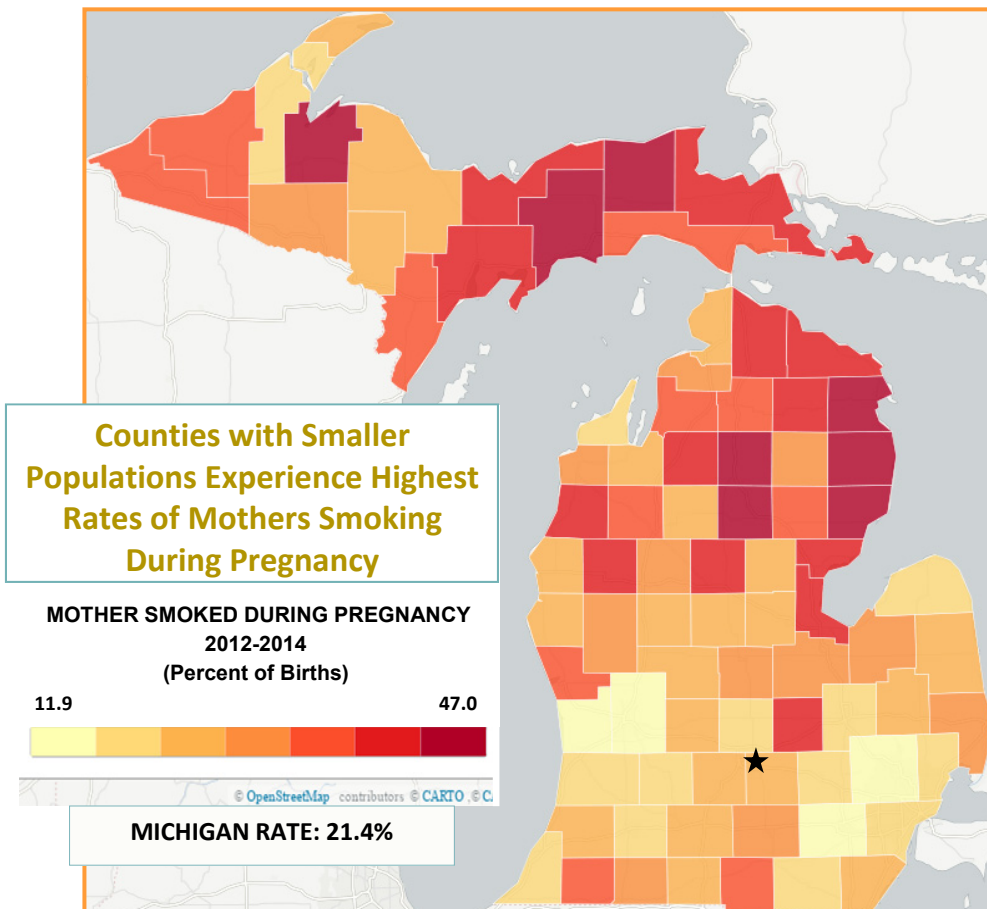 Counties with Smaller
Populations Experience Highest
Rates of Mothers Smoking
During Pregnancy
MOTHER SMOKED DURING PREGNANCY
2012-2014
(Percent of Births)
11.9 47.0
© OpenStreetMap contributors © CARTO , © C
MICHIGAN RATE: 21.4%